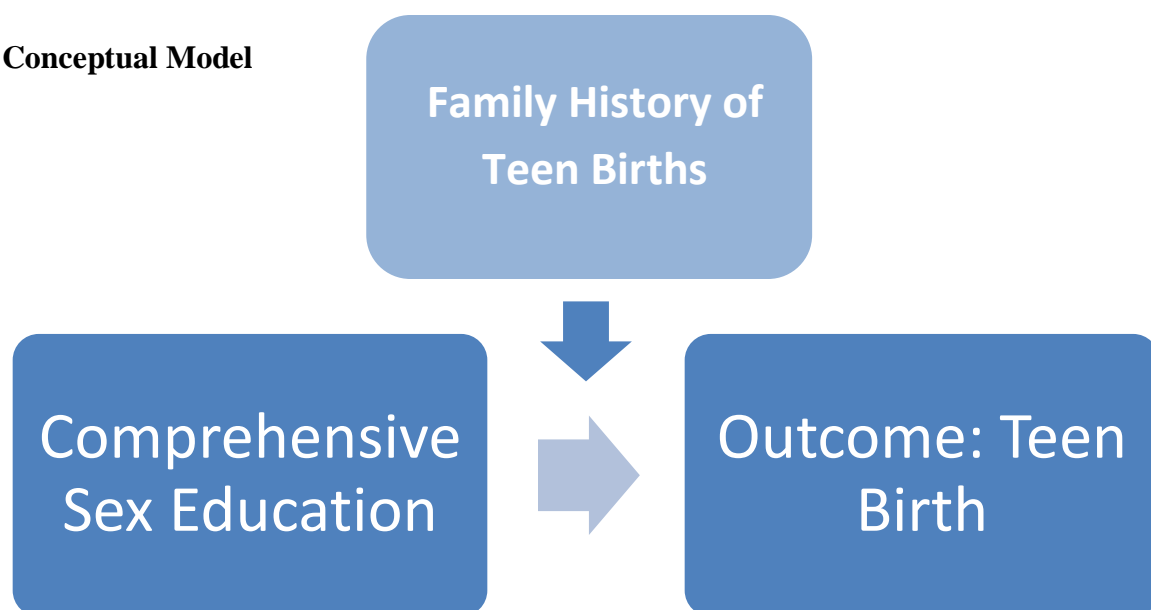 Conceptual Model
Family History of
Teen Births
Comprehensive
Sex Education
Outcome: Teen
Birth